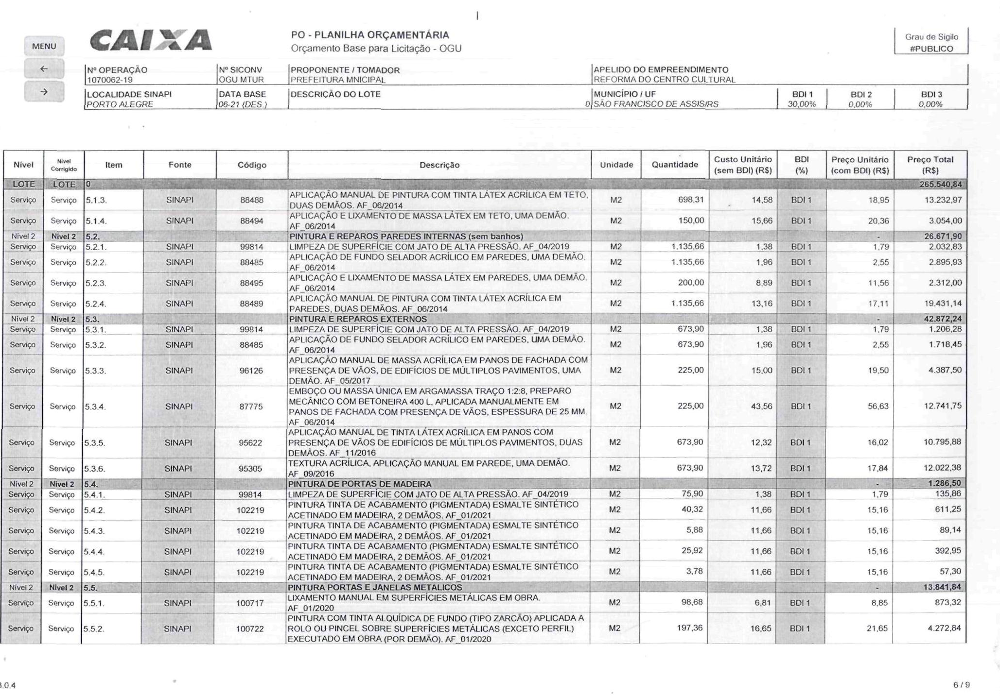 MENU
←
→
CAIXA
PO - PLANILHA ORÇAMENTÁRIA
Orçamento Base para Licitação - OGU
Grau de Sigilo
#PUBLICO
Nº OPERAÇÃO Nº SICONV PROPONENTE / TOMADOR APELIDO DO EMPREENDIMENTO
1070062-19 OGU MTUR PREFEITURA MNICIPAL REFORMA DO CENTRO CULTURAL
LOCALIDADE SINAPI DATA BASE DESCRIÇÃO DO LOTE MUNICÍPIO / UF BDI 1 BDI 2 BDI 3
PORTO ALEGRE 06-21 (DES.) 0 SÃO FRANCISCO DE ASSIS/RS 30,00% 0,00% 0,00%
Nível Nível Corrigido Item Fonte Código Descrição Unidade Quantidade Custo Unitário (sem BDI) (R$) BDI (%) Preço Unitário (com BDI) (R$) Preço Total (R$)
LOTE LOTE 0 265.540,84
Serviço Serviço 5.1.3. SINAPI 88488 APLICAÇÃO MANUAL DE PINTURA COM TINTA LÁTEX ACRÍLICA EM TETO,
DUAS DEMÃOS. AF_06/2014 M2 698,31 14,58 BDI 1 18,95 13.232,97
Serviço Serviço 5.1.4. SINAPI 88494 APLICAÇÃO E LIXAMENTO DE MASSA LÁTEX EM TETO, UMA DEMÃO.
AF_06/2014 M2 150,00 15,66 BDI 1 20,36 3.054,00
Nível 2 Nível 2 5.2. PINTURA E REPAROS PAREDES INTERNAS (sem banhos) - 26.671,90
Serviço Serviço 5.2.1. SINAPI 99814 LIMPEZA DE SUPERFÍCIE COM JATO DE ALTA PRESSÃO. AF_04/2019 M2 1.135,66 1,38 BDI 1 1,79 2.032,83
Serviço Serviço 5.2.2. SINAPI 88485 APLICAÇÃO DE FUNDO SELADOR ACRÍLICO EM PAREDES, UMA DEMÃO.
AF_06/2014 M2 1.135,66 1,96 BDI 1 2,55 2.895,93
Serviço Serviço 5.2.3. SINAPI 88495 APLICAÇÃO E LIXAMENTO DE MASSA LÁTEX EM PAREDES, UMA DEMÃO.
AF_06/2014 M2 200,00 8,89 BDI 1 11,56 2.312,00
Serviço Serviço 5.2.4. SINAPI 88489 APLICAÇÃO MANUAL DE PINTURA COM TINTA LÁTEX ACRÍLICA EM
PAREDES, DUAS DEMÃOS. AF_06/2014 M2 1.135,66 13,16 BDI 1 17,11 19.431,14
Nível 2 Nível 2 5.3. PINTURA E REPAROS EXTERNOS - 42.872,24
Serviço Serviço 5.3.1. SINAPI 99814 LIMPEZA DE SUPERFÍCIE COM JATO DE ALTA PRESSÃO. AF_04/2019 M2 673,90 1,38 BDI 1 1,79 1.206,28
Serviço Serviço 5.3.2. SINAPI 88485 APLICAÇÃO DE FUNDO SELADOR ACRÍLICO EM PAREDES, UMA DEMÃO.
AF_06/2014 M2 673,90 1,96 BDI 1 2,55 1.718,45
Serviço Serviço 5.3.3. SINAPI 96126 APLICAÇÃO MANUAL DE MASSA ACRÍLICA EM PANOS DE FACHADA COM
PRESENÇA DE VÃOS, DE EDIFÍCIOS DE MÚLTIPLOS PAVIMENTOS, UMA
DEMÃO. AF_05/2017 M2 225,00 15,00 BDI 1 19,50 4.387,50
Serviço Serviço 5.3.4. SINAPI 87775 EMBOÇO OU MASSA ÚNICA EM ARGAMASSA TRAÇO 1:2:8, PREPARO
MECÂNICO COM BETONEIRA 400 L, APLICADA MANUALMENTE EM
PANOS DE FACHADA COM PRESENÇA DE VÃOS, ESPESSURA DE 25 MM.
AF_06/2014 M2 225,00 43,56 BDI 1 56,63 12.741,75
Serviço Serviço 5.3.5. SINAPI 95622 APLICAÇÃO MANUAL DE TINTA LÁTEX ACRÍLICA EM PANOS COM
PRESENÇA DE VÃOS DE EDIFÍCIOS DE MÚLTIPLOS PAVIMENTOS, DUAS
DEMÃOS. AF_11/2016 M2 673,90 12,32 BDI 1 16,02 10.795,88
Serviço Serviço 5.3.6. SINAPI 95305 TEXTURA ACRÍLICA, APLICAÇÃO MANUAL EM PAREDE, UMA DEMÃO.
AF_09/2016 M2 673,90 13,72 BDI 1 17,84 12.022,38
Nível 2 Nível 2 5.4. PINTURA DE PORTAS DE MADEIRA - 1.286,50
Serviço Serviço 5.4.1. SINAPI 99814 LIMPEZA DE SUPERFÍCIE COM JATO DE ALTA PRESSÃO. AF_04/2019 M2 75,90 1,38 BDI 1 1,79 135,86
Serviço Serviço 5.4.2. SINAPI 102219 PINTURA TINTA DE ACABAMENTO (PIGMENTADA) ESMALTE SINTÉTICO
ACETINADO EM MADEIRA, 2 DEMÃOS. AF_01/2021 M2 40,32 11,66 BDI 1 15,16 611,25
Serviço Serviço 5.4.3. SINAPI 102219 PINTURA TINTA DE ACABAMENTO (PIGMENTADA) ESMALTE SINTÉTICO
ACETINADO EM MADEIRA, 2 DEMÃOS. AF_01/2021 M2 5,88 11,66 BDI 1 15,16 89,14
Serviço Serviço 5.4.4. SINAPI 102219 PINTURA TINTA DE ACABAMENTO (PIGMENTADA) ESMALTE SINTÉTICO
ACETINADO EM MADEIRA, 2 DEMÃOS. AF_01/2021 M2 25,92 11,66 BDI 1 15,16 392,95
Serviço Serviço 5.4.5. SINAPI 102219 PINTURA TINTA DE ACABAMENTO (PIGMENTADA) ESMALTE SINTÉTICO
ACETINADO EM MADEIRA, 2 DEMÃOS. AF_01/2021 M2 3,78 11,66 BDI 1 15,16 57,30
Nível 2 Nível 2 5.5. PINTURA PORTAS E JANELAS METALICOS - 13.841,84
Serviço Serviço 5.5.1. SINAPI 100717 LIXAMENTO MANUAL EM SUPERFÍCIES METÁLICAS EM OBRA.
AF_01/2020 M2 98,68 6,81 BDI 1 8,85 873,32
Serviço Serviço 5.5.2. SINAPI 100722 PINTURA COM TINTA ALQUÍDICA DE FUNDO (TIPO ZARCÃO) APLICADA A
ROLO OU PINCEL SOBRE SUPERFÍCIES METÁLICAS (EXCETO PERFIL)
EXECUTADO EM OBRA (POR DEMÃO). AF_01/2020 M2 197,36 16,65 BDI 1 21,65 4.272,84
3.0.4 6 / 9